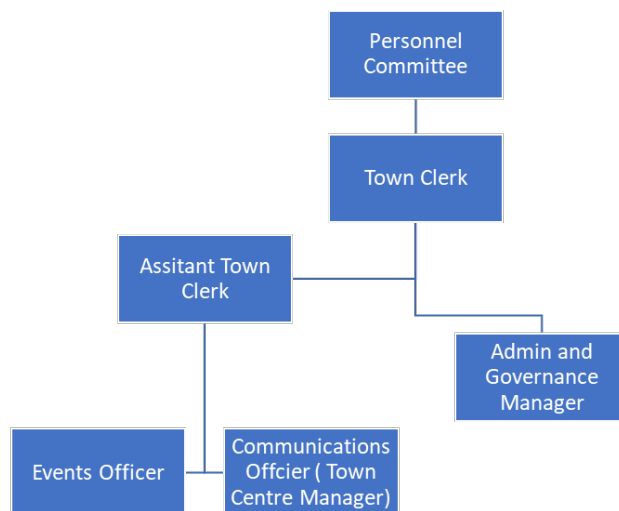 Personnel
Committee
Town Clerk
Assitant Town
Clerk
Admin and
Governance
Manager
Events Officer
Communications
Offcier ( Town
Centre Manager)